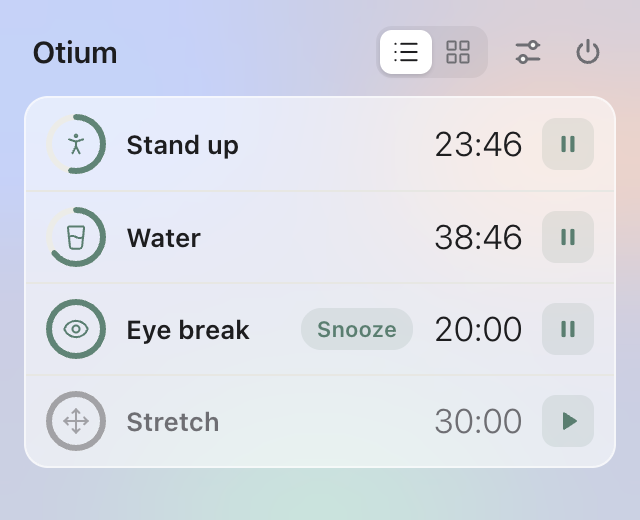 Otium
Stand up 23:46
Water 38:46
Eye break Snooze 20:00
Stretch 30:00